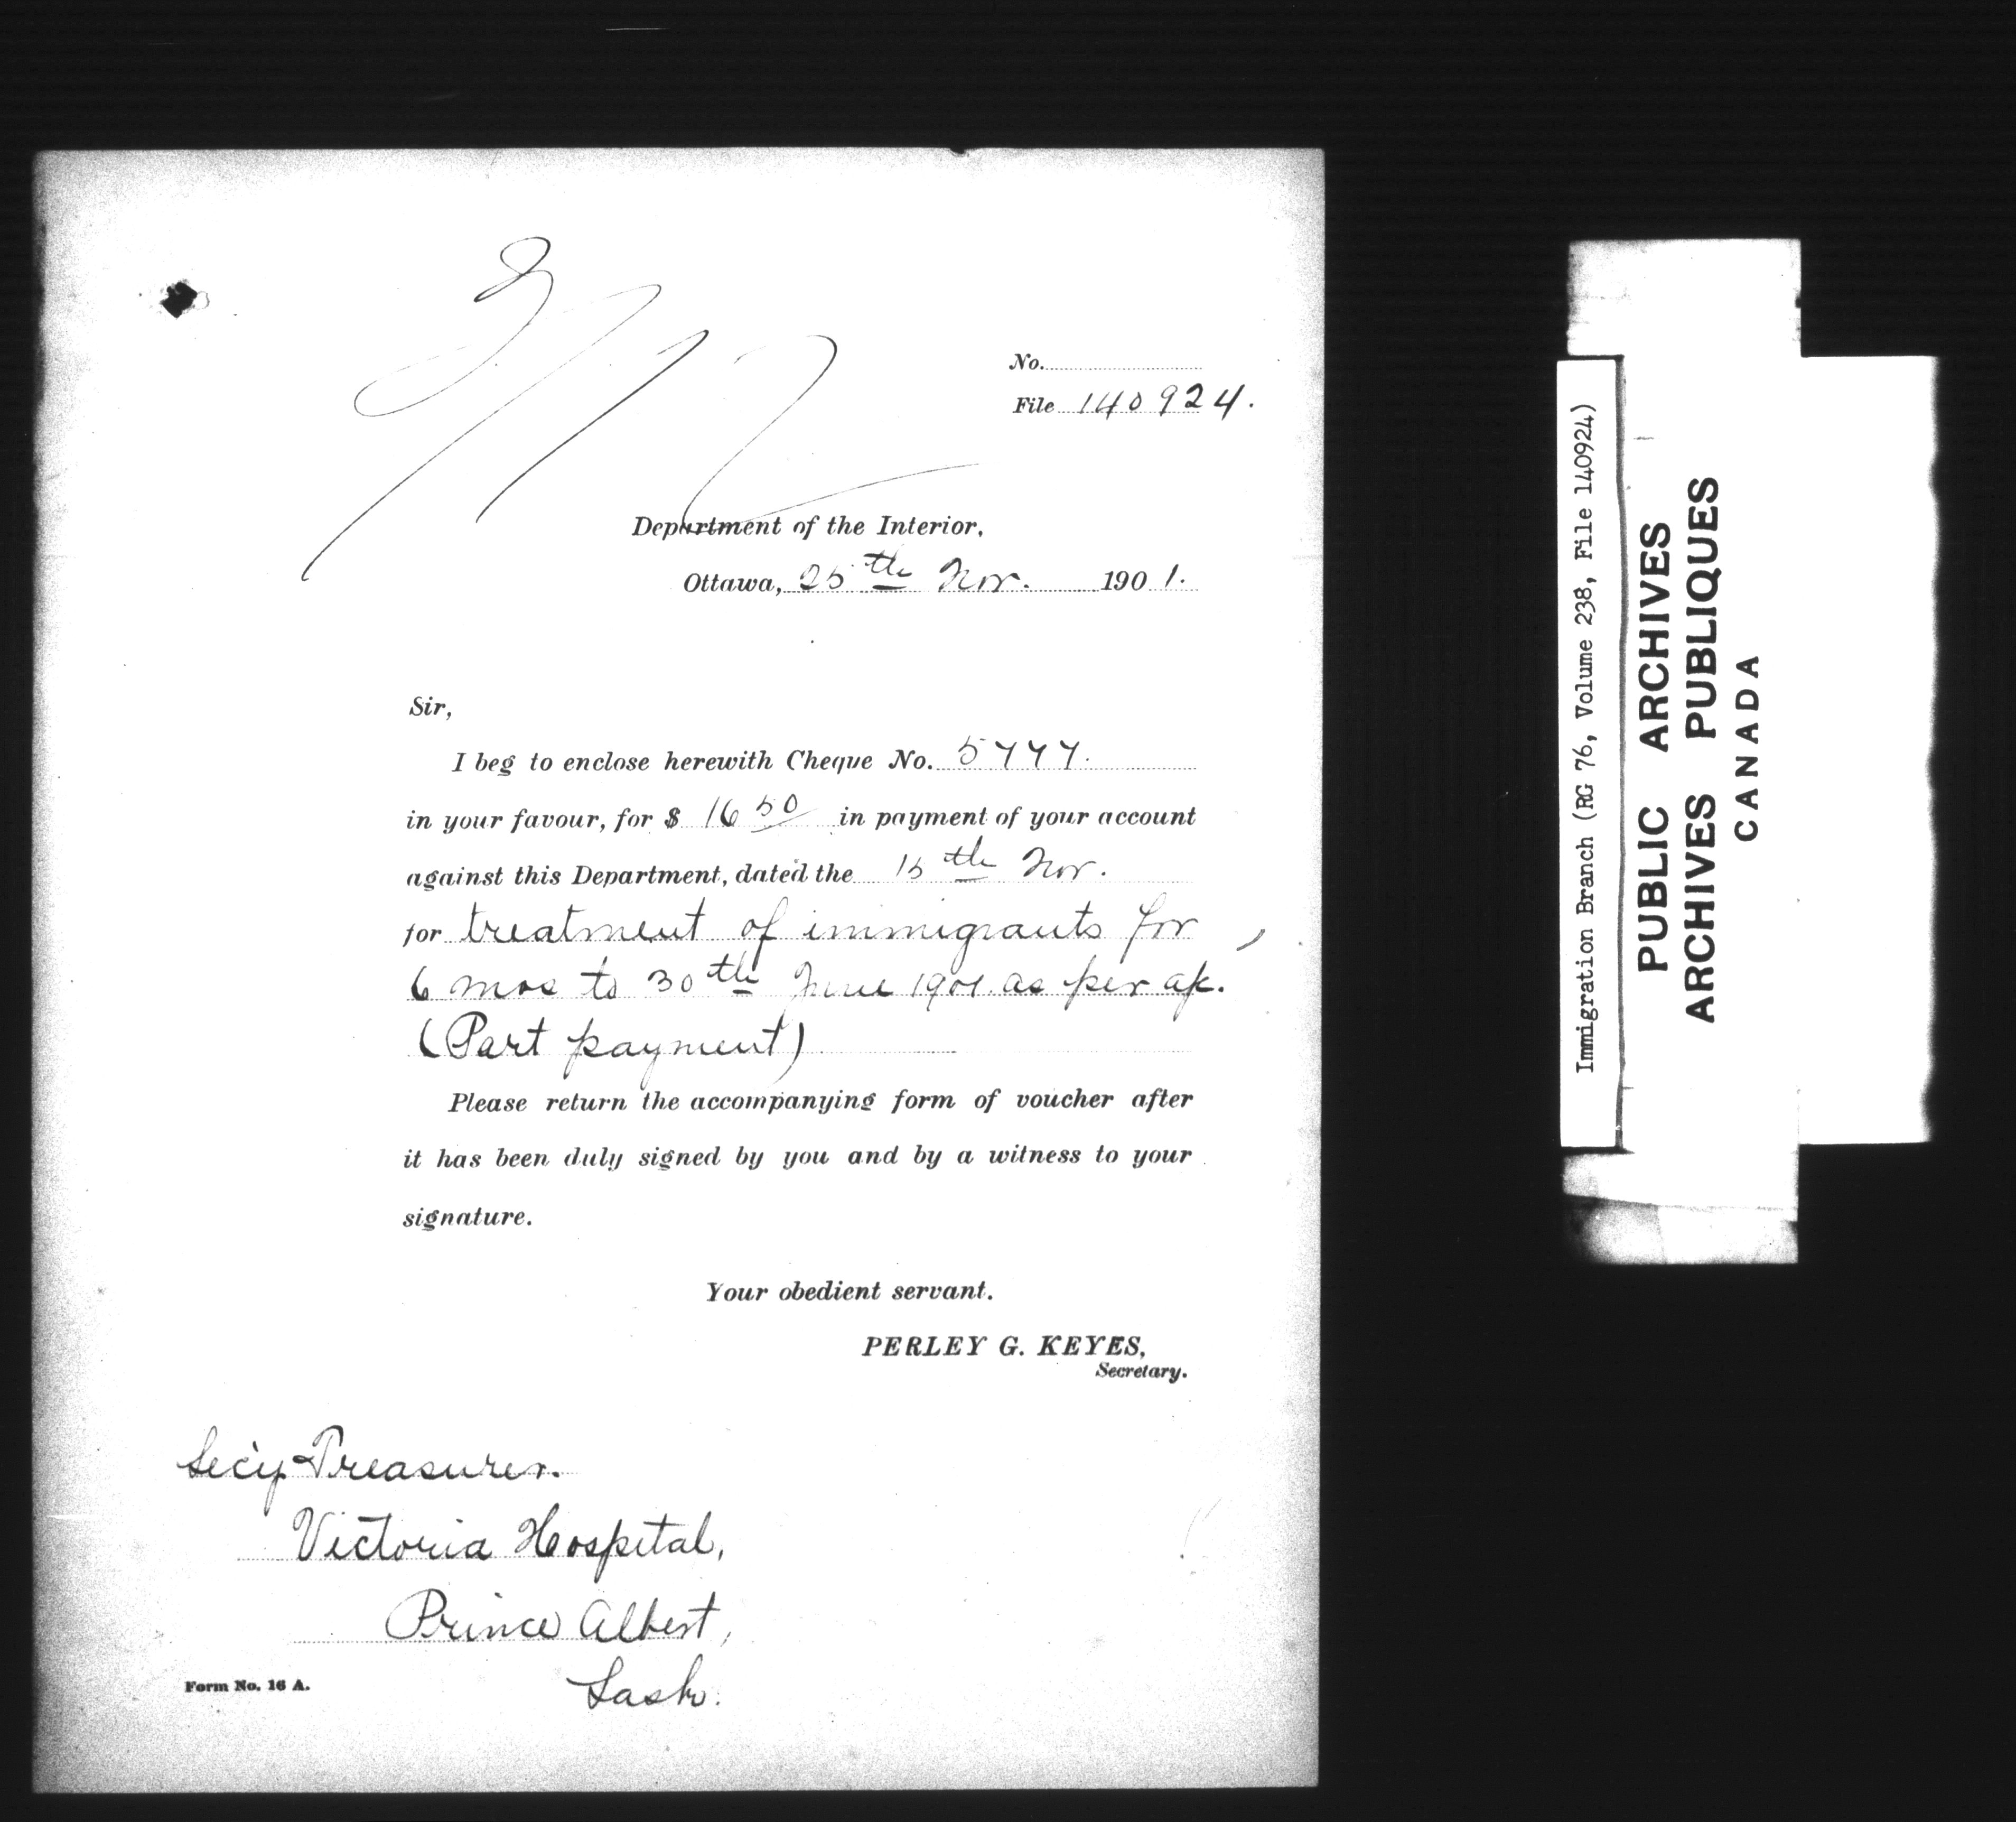 No.
File 140924.
Department of the Interior,
Ottawa, 25th Nov. 1901.
Sir,
I beg to enclose herewith Cheque No. 5777.
in your favour, for $ 16 50 in payment of your account
against this Department, dated the 15th Nov.
for treatment of immigrants for
6 mos to 30th June 1901 as per
(Part payment)
Please return the accompanying form of voucher after
it has been duly signed by you and by a witness to your
signature.
Your obedient servant.
PERLEY G. KEYES,
Secretary.
Secy-Treasurer.
Victoria Hospital,
Prince Albert,
Sask.
Form No. 16 A.
Immigration Branch (RG 76, Volume 238, File 140924)
PUBLIC ARCHIVES
ARCHIVES PUBLIQUES
CANADA